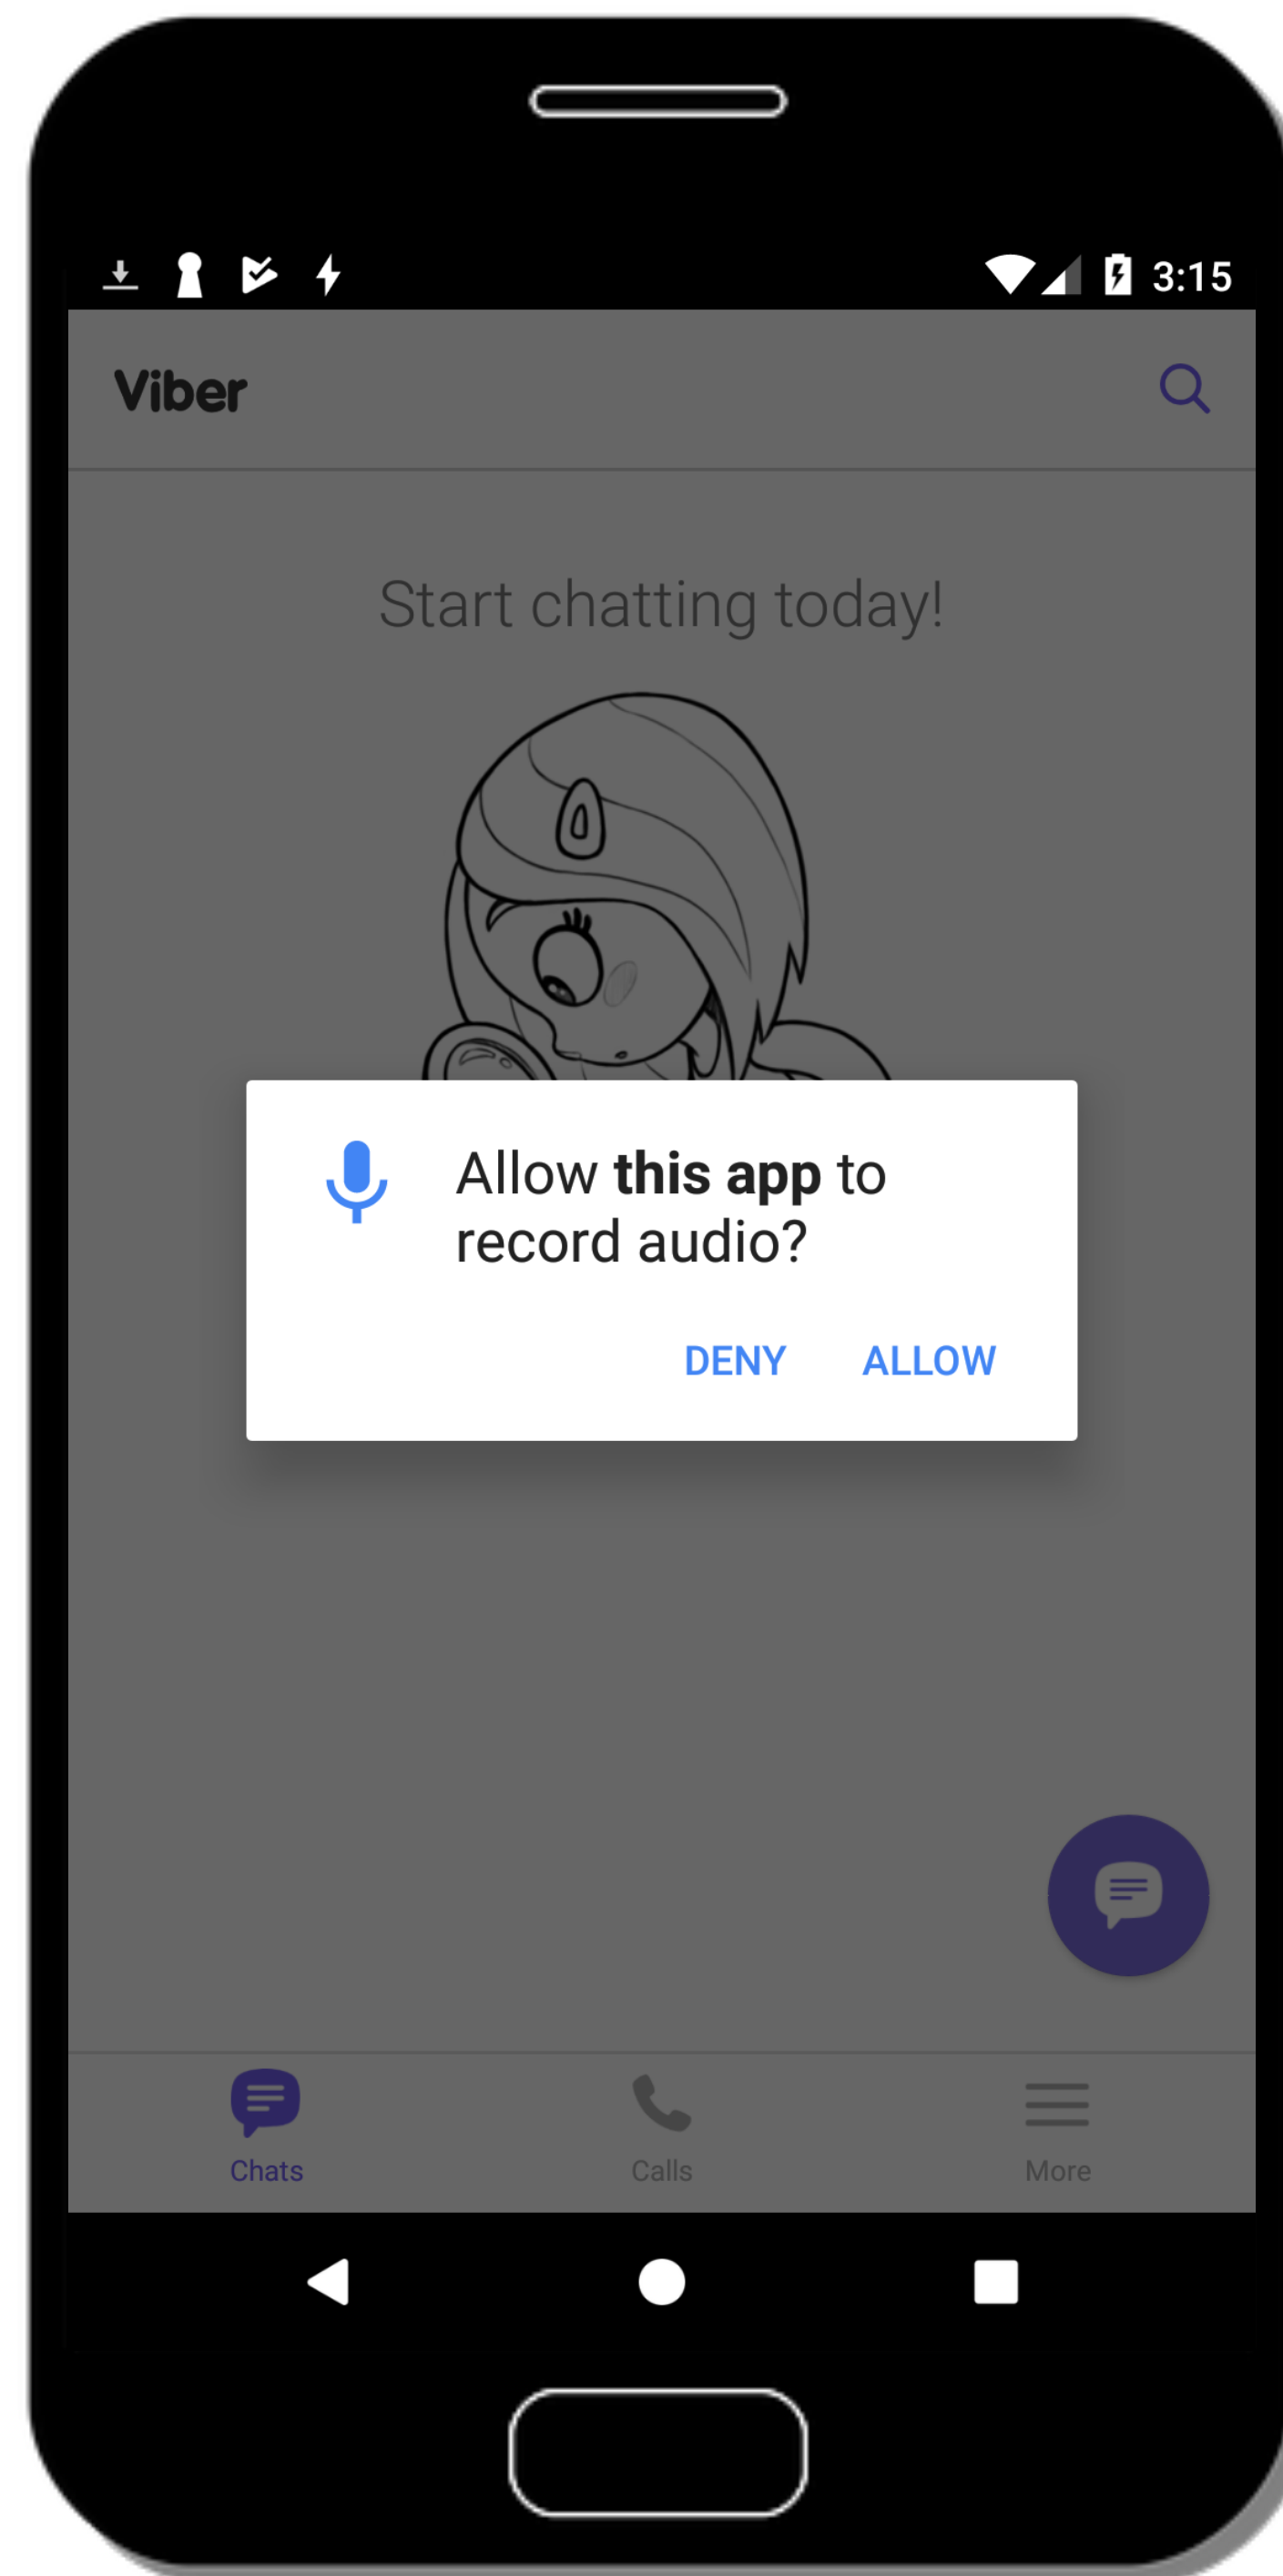 3:15
Viber
Start chatting today!
Allow this app to
record audio?
DENY ALLOW
Chats Calls More